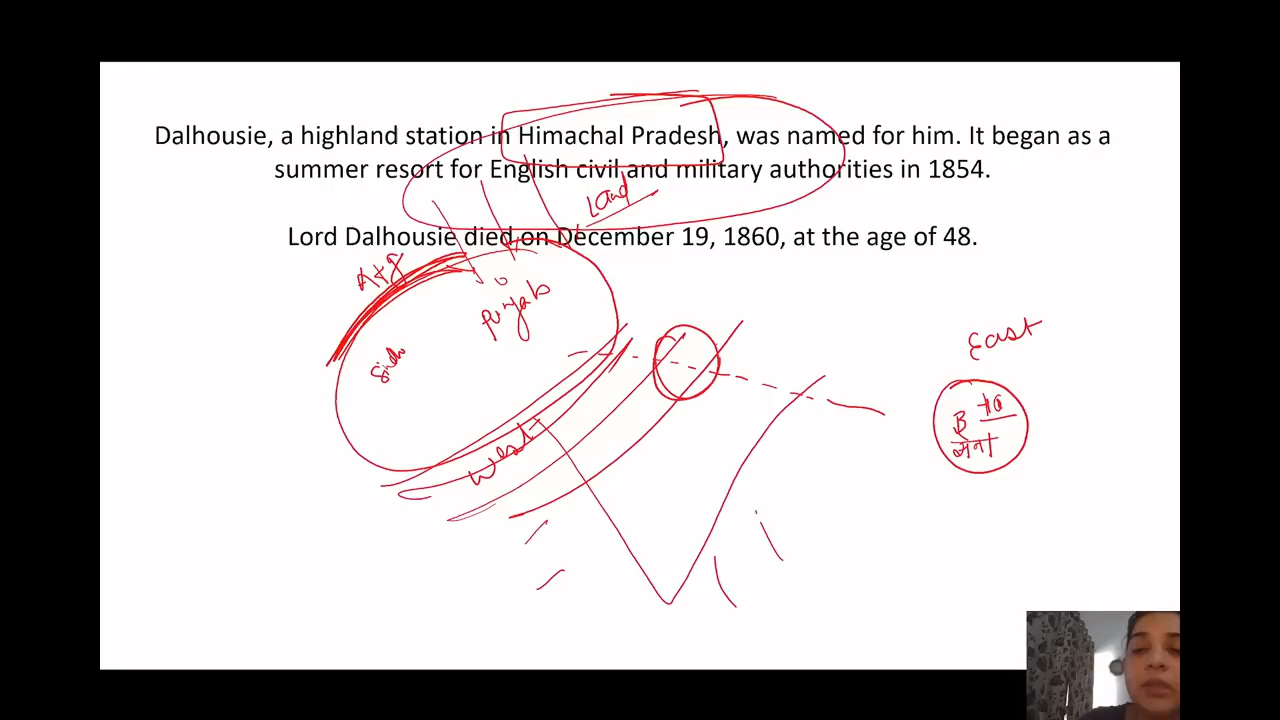 Dalhousie, a highland station in Himachal Pradesh, was named for him. It began as a
summer resort for English civil and military authorities in 1854.
Land
Lord Dalhousie died on December 19, 1860, at the age of 48.
Punjab
East
Sindh
West
B